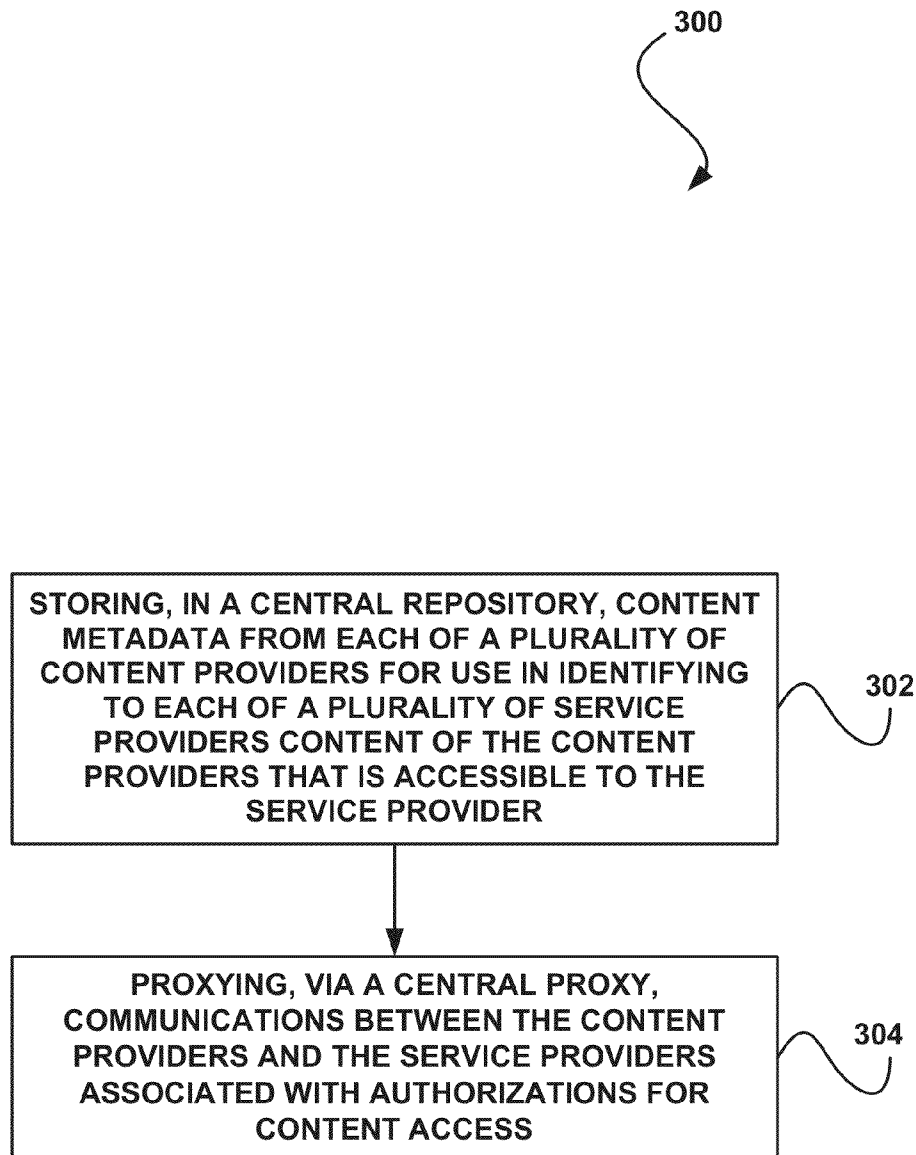 300
STORING, IN A CENTRAL REPOSITORY, CONTENT
METADATA FROM EACH OF A PLURALITY OF
CONTENT PROVIDERS FOR USE IN IDENTIFYING
TO EACH OF A PLURALITY OF SERVICE
PROVIDERS CONTENT OF THE CONTENT
PROVIDERS THAT IS ACCESSIBLE TO THE
SERVICE PROVIDER
302
PROXYING, VIA A CENTRAL PROXY,
COMMUNICATIONS BETWEEN THE CONTENT
PROVIDERS AND THE SERVICE PROVIDERS
ASSOCIATED WITH AUTHORIZATIONS FOR
CONTENT ACCESS
304